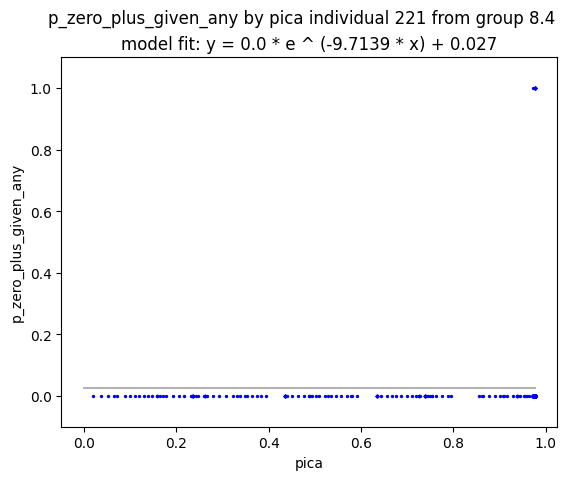 p_zero_plus_given_any by pica individual 221 from group 8.4
model fit: y = 0.0 * e ^ (-9.7139 * x) + 0.027
1.0
0.8
0.6
0.4
0.2
0.0
p_zero_plus_given_any
0.0 0.2 0.4 0.6 0.8 1.0
pica